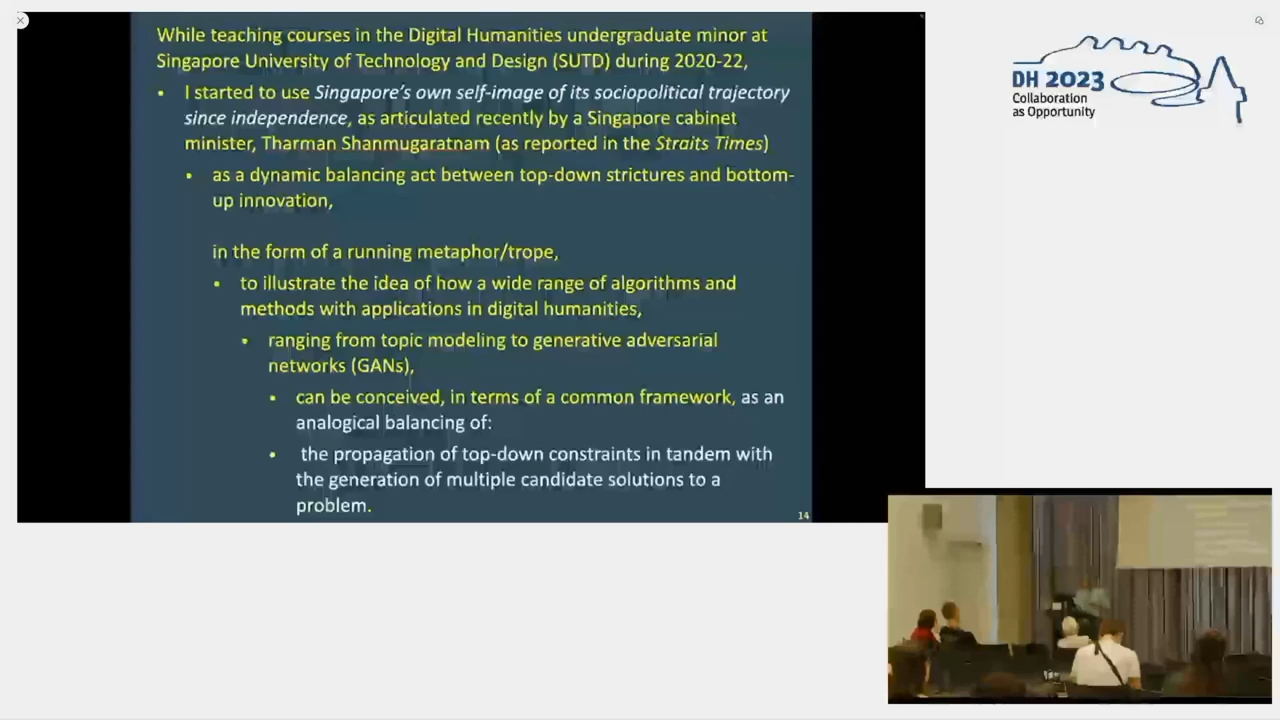 While teaching courses in the Digital Humanities undergraduate minor at
Singapore University of Technology and Design (SUTD) during 2020-22,
▪ I started to use Singapore's own self-image of its sociopolitical trajectory
since independence, as articulated recently by a Singapore cabinet
minister, Tharman Shanmugaratnam (as reported in the Straits Times)
▪ as a dynamic balancing act between top-down strictures and bottom-
up innovation,
in the form of a running metaphor/trope,
▪ to illustrate the idea of how a wide range of algorithms and
methods with applications in digital humanities,
▪ ranging from topic modeling to generative adversarial
networks (GANs),
▪ can be conceived, in terms of a common framework, as an
analogical balancing of:
▪ the propagation of top-down constraints in tandem with
the generation of multiple candidate solutions to a
problem.
14
DH 2023
Collaboration
as Opportunity